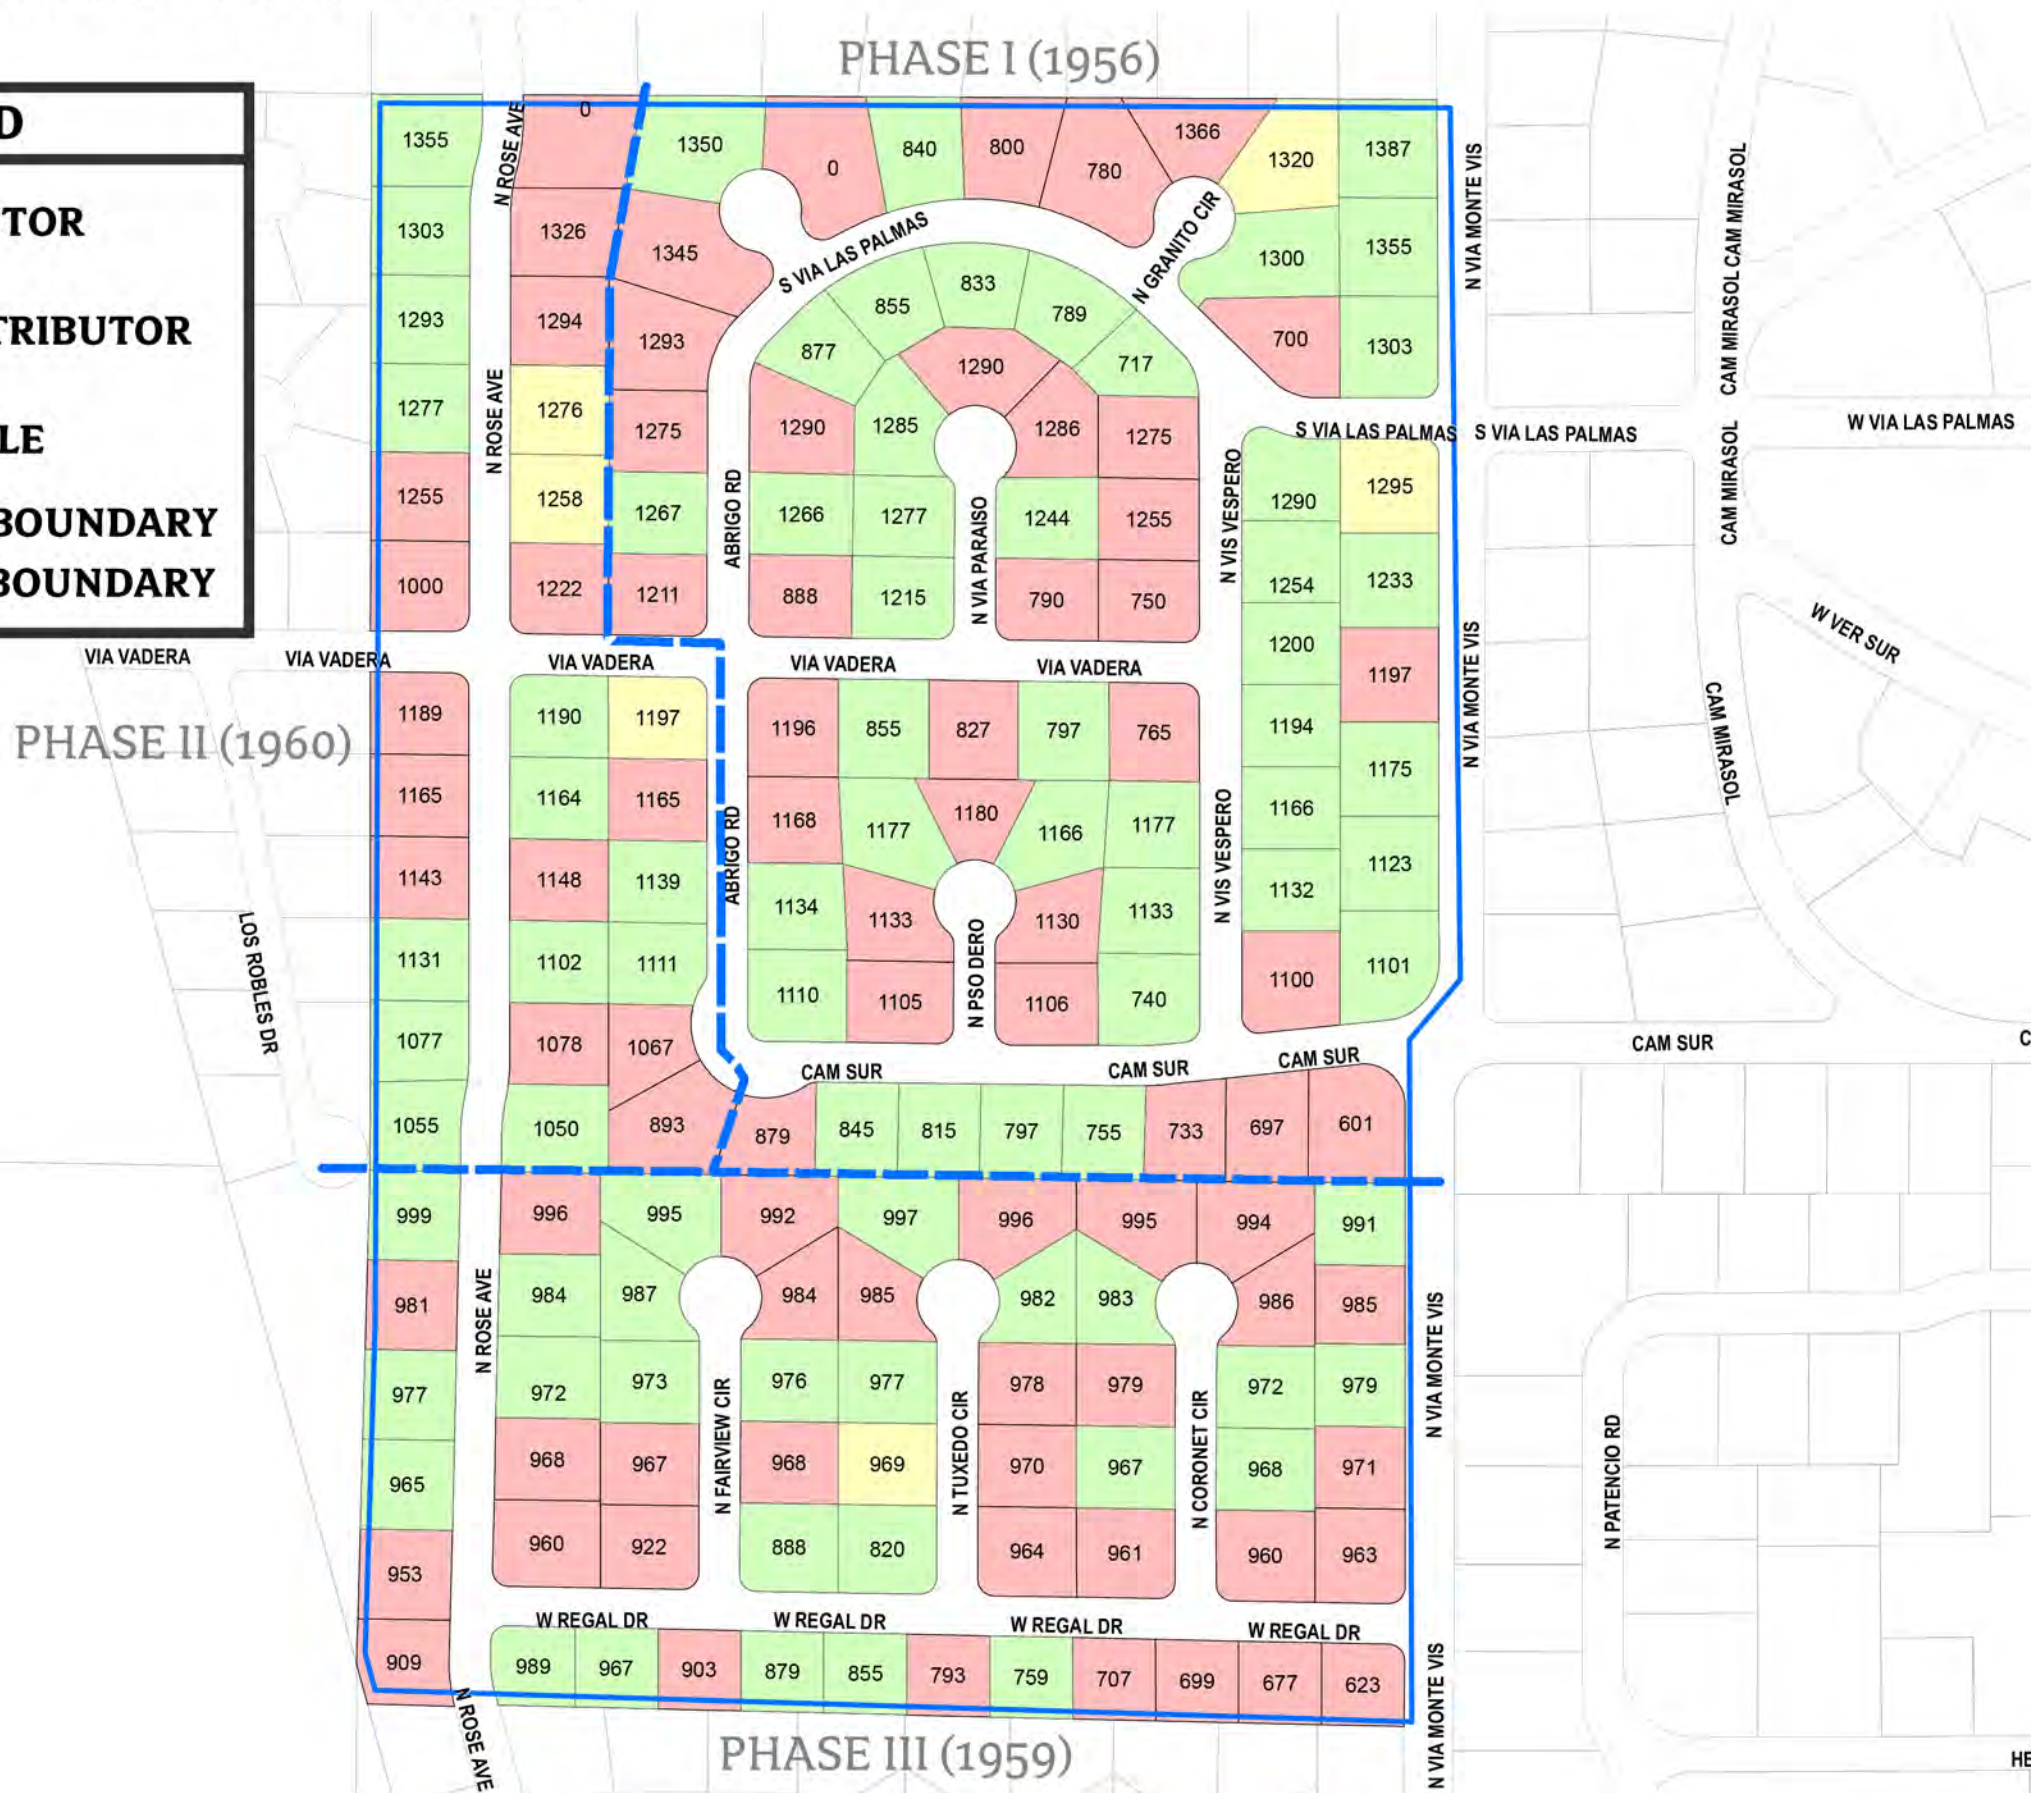 PHASE I (1956)
D
TOR
TRIBUTOR
LE
BOUNDARY
BOUNDARY
PHASE II (1960)
PHASE III (1959)
1355
1303
1293
1277
1255
1000
N ROSE AVE
0
1326
1294
1276
1258
1222
N ROSE AVE
1350
1345
1293
1275
1267
1211
0
840
800
780
1366
1320
1387
1300
1355
700
1303
S VIA LAS PALMAS
N GRANITO CIR
877
855
833
789
717
1290
1285
1290
1286
1275
1266
1277
1244
1255
888
1215
790
750
ABRIGO RD
N VIA PARAISO
N VIS VESPERO
S VIA LAS PALMAS
S VIA LAS PALMAS
W VIA LAS PALMAS
N VIA MONTE VIS
CAM MIRASOL
CAM MIRASOL
CAM MIRASOL
1290
1295
1254
1233
1200
1197
1194
1175
1166
1123
1132
1101
1100
N VIA MONTE VIS
CAM MIRASOL
W VER SUR
CAM MIRASOL
VIA VADERA
VIA VADERA
VIA VADERA
VIA VADERA
VIA VADERA
1189
1165
1143
1131
1077
1055
LOS ROBLES DR
1190
1197
1164
1165
1148
1139
1102
1111
1078
1067
1050
893
ABRIGO RD
1196
855
827
797
765
1168
1177
1180
1166
1177
1134
1133
1130
1133
1110
1105
1106
740
N PSO DERO
N VIS VESPERO
CAM SUR
CAM SUR
CAM SUR
CAM SUR
C
879
845
815
797
755
733
697
601
999
981
977
965
953
909
N ROSE AVE
996
995
992
997
996
995
994
991
984
987
984
985
982
983
986
985
972
973
976
977
978
979
972
979
968
967
968
969
970
967
968
971
960
922
888
820
964
961
960
963
N FAIRVIEW CIR
N TUXEDO CIR
N CORONET CIR
N VIA MONTE VIS
N PATENCIO RD
W REGAL DR
W REGAL DR
W REGAL DR
W REGAL DR
989
967
903
879
855
793
759
707
699
677
623
N ROSE AVE
N VIA MONTE VIS
HE